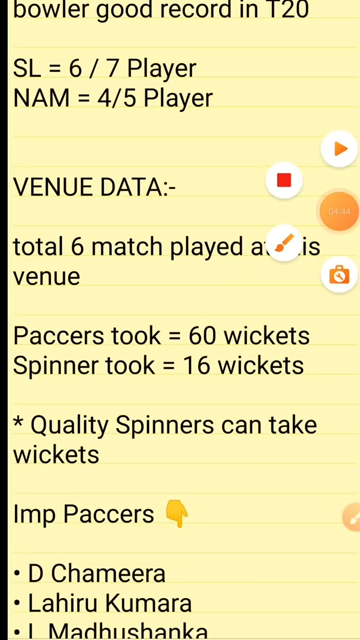 bowler good record in T20
SL = 6 / 7 Player
NAM = 4/5 Player
VENUE DATA:-
04:44
total 6 match played is
venue
Paccers took = 60 wickets
Spinner took = 16 wickets
* Quality Spinners can take
wickets
Imp Paccers 👇
• D Chameera
• Lahiru Kumara
• L Madhushanka